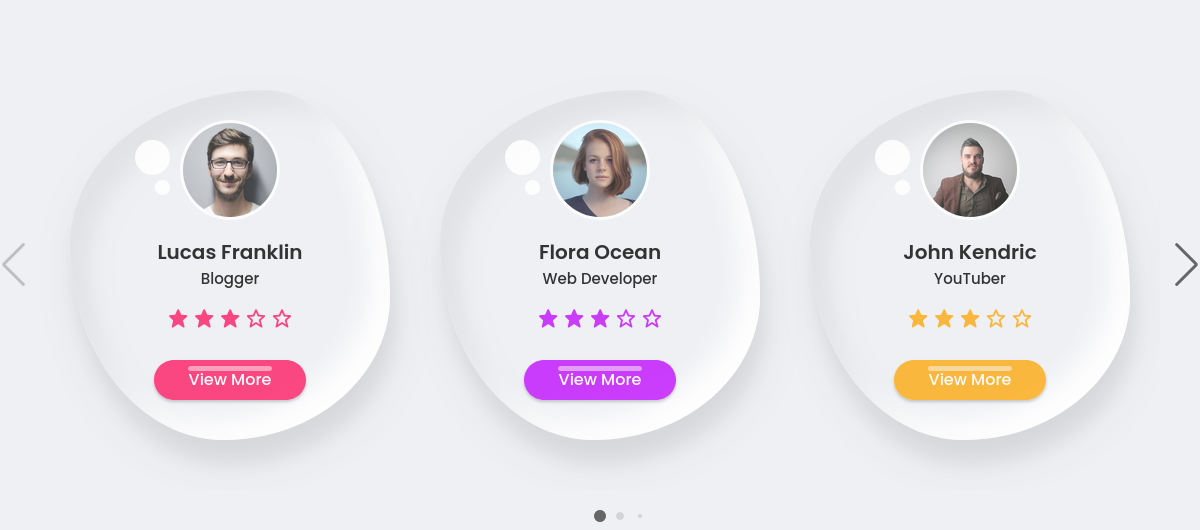 Lucas Franklin
Blogger
View More
Flora Ocean
Web Developer
View More
John Kendric
YouTuber
View More